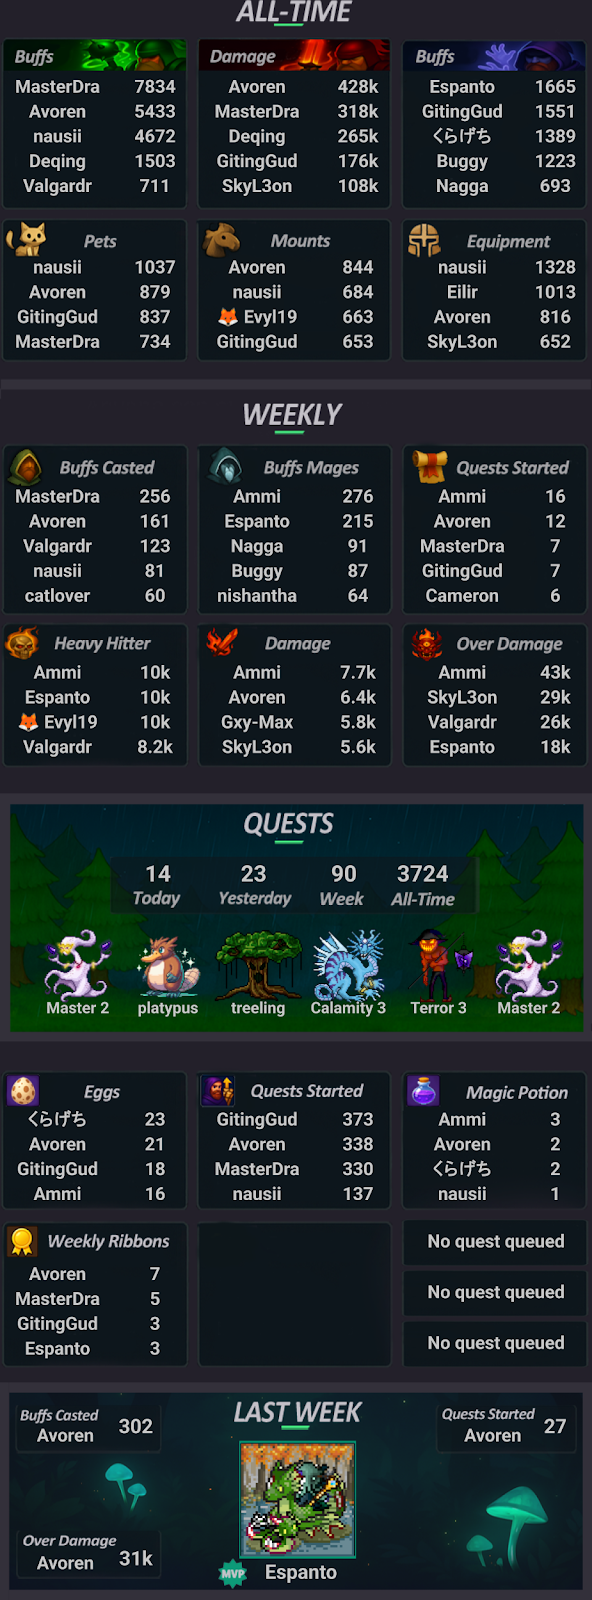 ALL-TIME
Buffs
MasterDra 7834
Avoren 5433
nausii 4672
Deqing 1503
Valgardr 711
Damage
Avoren 428k
MasterDra 318k
Deqing 265k
GitingGud 176k
SkyL3on 108k
Buffs
Espanto 1665
GitingGud 1551
くらげち 1389
Buggy 1223
Nagga 693
Pets
nausii 1037
Avoren 879
GitingGud 837
MasterDra 734
Mounts
Avoren 844
nausii 684
🦊 Evyl19 663
GitingGud 653
Equipment
nausii 1328
Eilir 1013
Avoren 816
SkyL3on 652
WEEKLY
Buffs Casted
MasterDra 256
Avoren 161
Valgardr 123
nausii 81
catlover 60
Buffs Mages
Ammi 276
Espanto 215
Nagga 91
Buggy 87
nishantha 64
Quests Started
Ammi 16
Avoren 12
MasterDra 7
GitingGud 7
Cameron 6
Heavy Hitter
Ammi 10k
Espanto 10k
🦊 Evyl19 10k
Valgardr 8.2k
Damage
Ammi 7.7k
Avoren 6.4k
Gxy-Max 5.8k
SkyL3on 5.6k
Over Damage
Ammi 43k
SkyL3on 29k
Valgardr 26k
Espanto 18k
QUESTS
14 23 90 3724
Today Yesterday Week All-Time
Master 2 platypus treeling Calamity 3 Terror 3 Master 2
Eggs
くらげち 23
Avoren 21
GitingGud 18
Ammi 16
Quests Started
GitingGud 373
Avoren 338
MasterDra 330
nausii 137
Magic Potion
Ammi 3
Avoren 2
くらげち 2
nausii 1
Weekly Ribbons
Avoren 7
MasterDra 5
GitingGud 3
Espanto 3
No quest queued
No quest queued
No quest queued
LAST WEEK
Buffs Casted
Avoren 302
Quests Started
Avoren 27
Over Damage
Avoren 31k
MVP Espanto